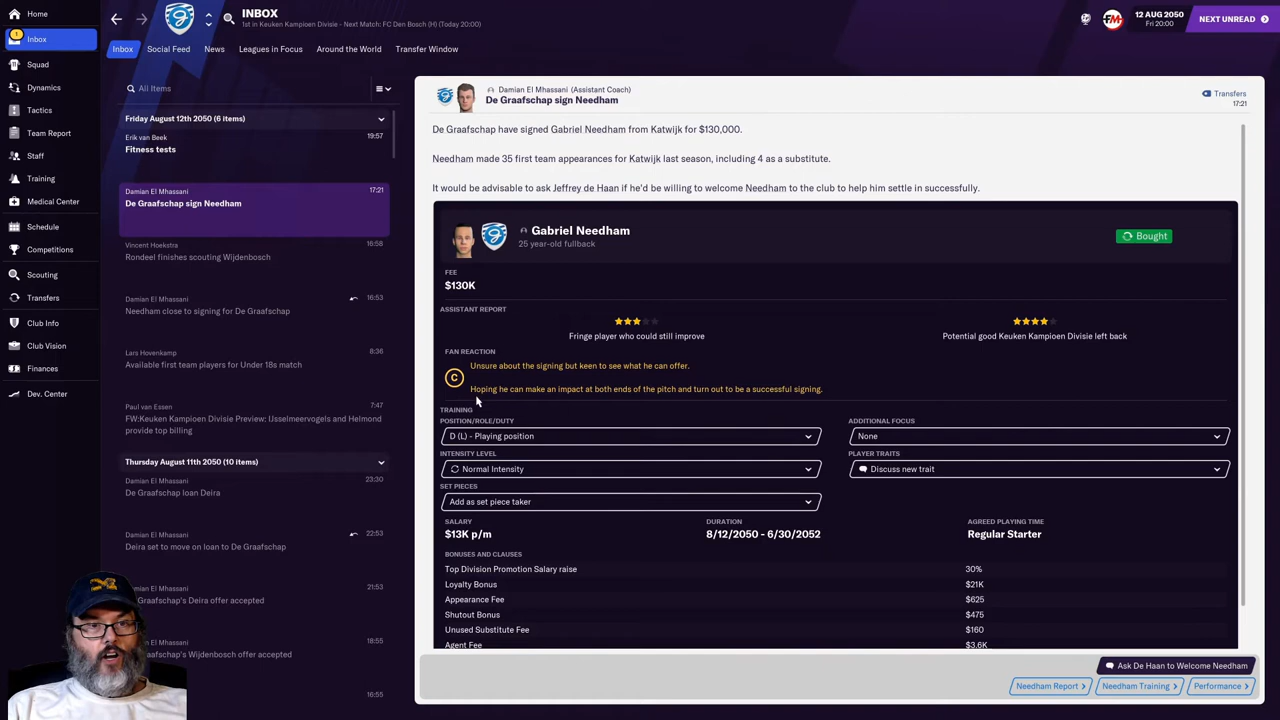 Home
Inbox
Squad
Dynamics
Tactics
Team Report
Staff
Training
Medical Center
Schedule
Competitions
Scouting
Transfers
Club Info
Club Vision
Finances
Dev. Center
INBOX
1st in Keuken Kampioen Divisie - Next Match: FC Den Bosch (H) (Today 20:00)
FM
12 AUG 2050
Fri 20:00
NEXT UNREAD
Inbox Social Feed News Leagues in Focus Around the World Transfer Window
All Items
Friday August 12th 2050 (6 items)
Erik van Beek 19:57
Fitness tests
Damian El Mhassani 17:21
De Graafschap sign Needham
Vincent Hoekstra 16:58
Rondeel finishes scouting Wijdenbosch
Damian El Mhassani 16:53
Needham close to signing for De Graafschap
Lars Hovenkamp 8:36
Available first team players for Under 18s match
Paul van Essen 7:47
FW:Keuken Kampioen Divisie Preview: IJsselmeervogels and Helmond
provide top billing
Thursday August 11th 2050 (10 items)
Damian El Mhassani 23:30
De Graafschap loan Deira
Damian El Mhassani 22:53
Deira set to move on loan to De Graafschap
El Mhassani 21:53
Graafschap's Deira offer accepted
El Mhassani 18:55
Graafschap's Wijdenbosch offer accepted
16:55
Damian El Mhassani (Assistant Coach)
De Graafschap sign Needham
Transfers
17:21
De Graafschap have signed Gabriel Needham from Katwijk for $130,000.
Needham made 35 first team appearances for Katwijk last season, including 4 as a substitute.
It would be advisable to ask Jeffrey de Haan if he'd be willing to welcome Needham to the club to help him settle in successfully.
Gabriel Needham
25 year-old fullback
Bought
FEE
$130K
ASSISTANT REPORT
Fringe player who could still improve
Potential good Keuken Kampioen Divisie left back
FAN REACTION
C
Unsure about the signing but keen to see what he can offer.
Hoping he can make an impact at both ends of the pitch and turn out to be a successful signing.
TRAINING
POSITION/ROLE/DUTY ADDITIONAL FOCUS
D (L) - Playing position None
INTENSITY LEVEL PLAYER TRAITS
Normal Intensity Discuss new trait
SET PIECES
Add as set piece taker
SALARY DURATION AGREED PLAYING TIME
$13K p/m 8/12/2050 - 6/30/2052 Regular Starter
BONUSES AND CLAUSES
Top Division Promotion Salary raise 30%
Loyalty Bonus $21K
Appearance Fee $625
Shutout Bonus $475
Unused Substitute Fee $160
Agent Fee $3.6K
Ask De Haan to Welcome Needham
Needham Report Needham Training Performance